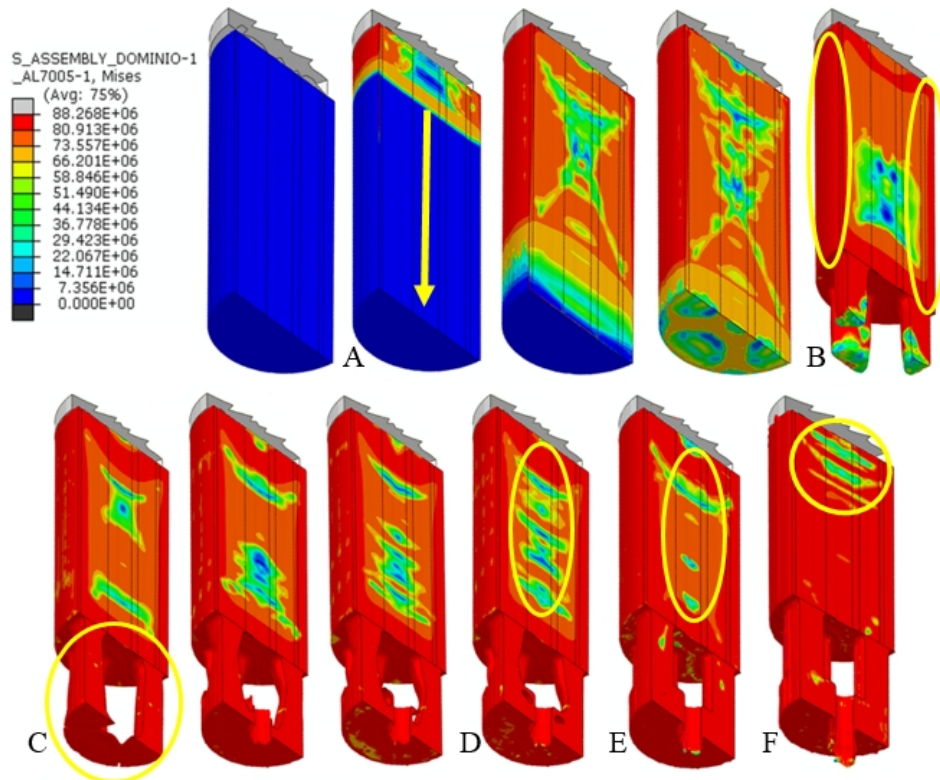 S_ASSEMBLY_DOMINIO-1
_AL7005-1, Mises
(Avg: 75%)
88.268E+06
80.913E+06
73.557E+06
66.201E+06
58.846E+06
51.490E+06
44.134E+06
36.778E+06
29.423E+06
22.067E+06
14.711E+06
7.356E+06
0.000E+00
A
B
C
D
E
F